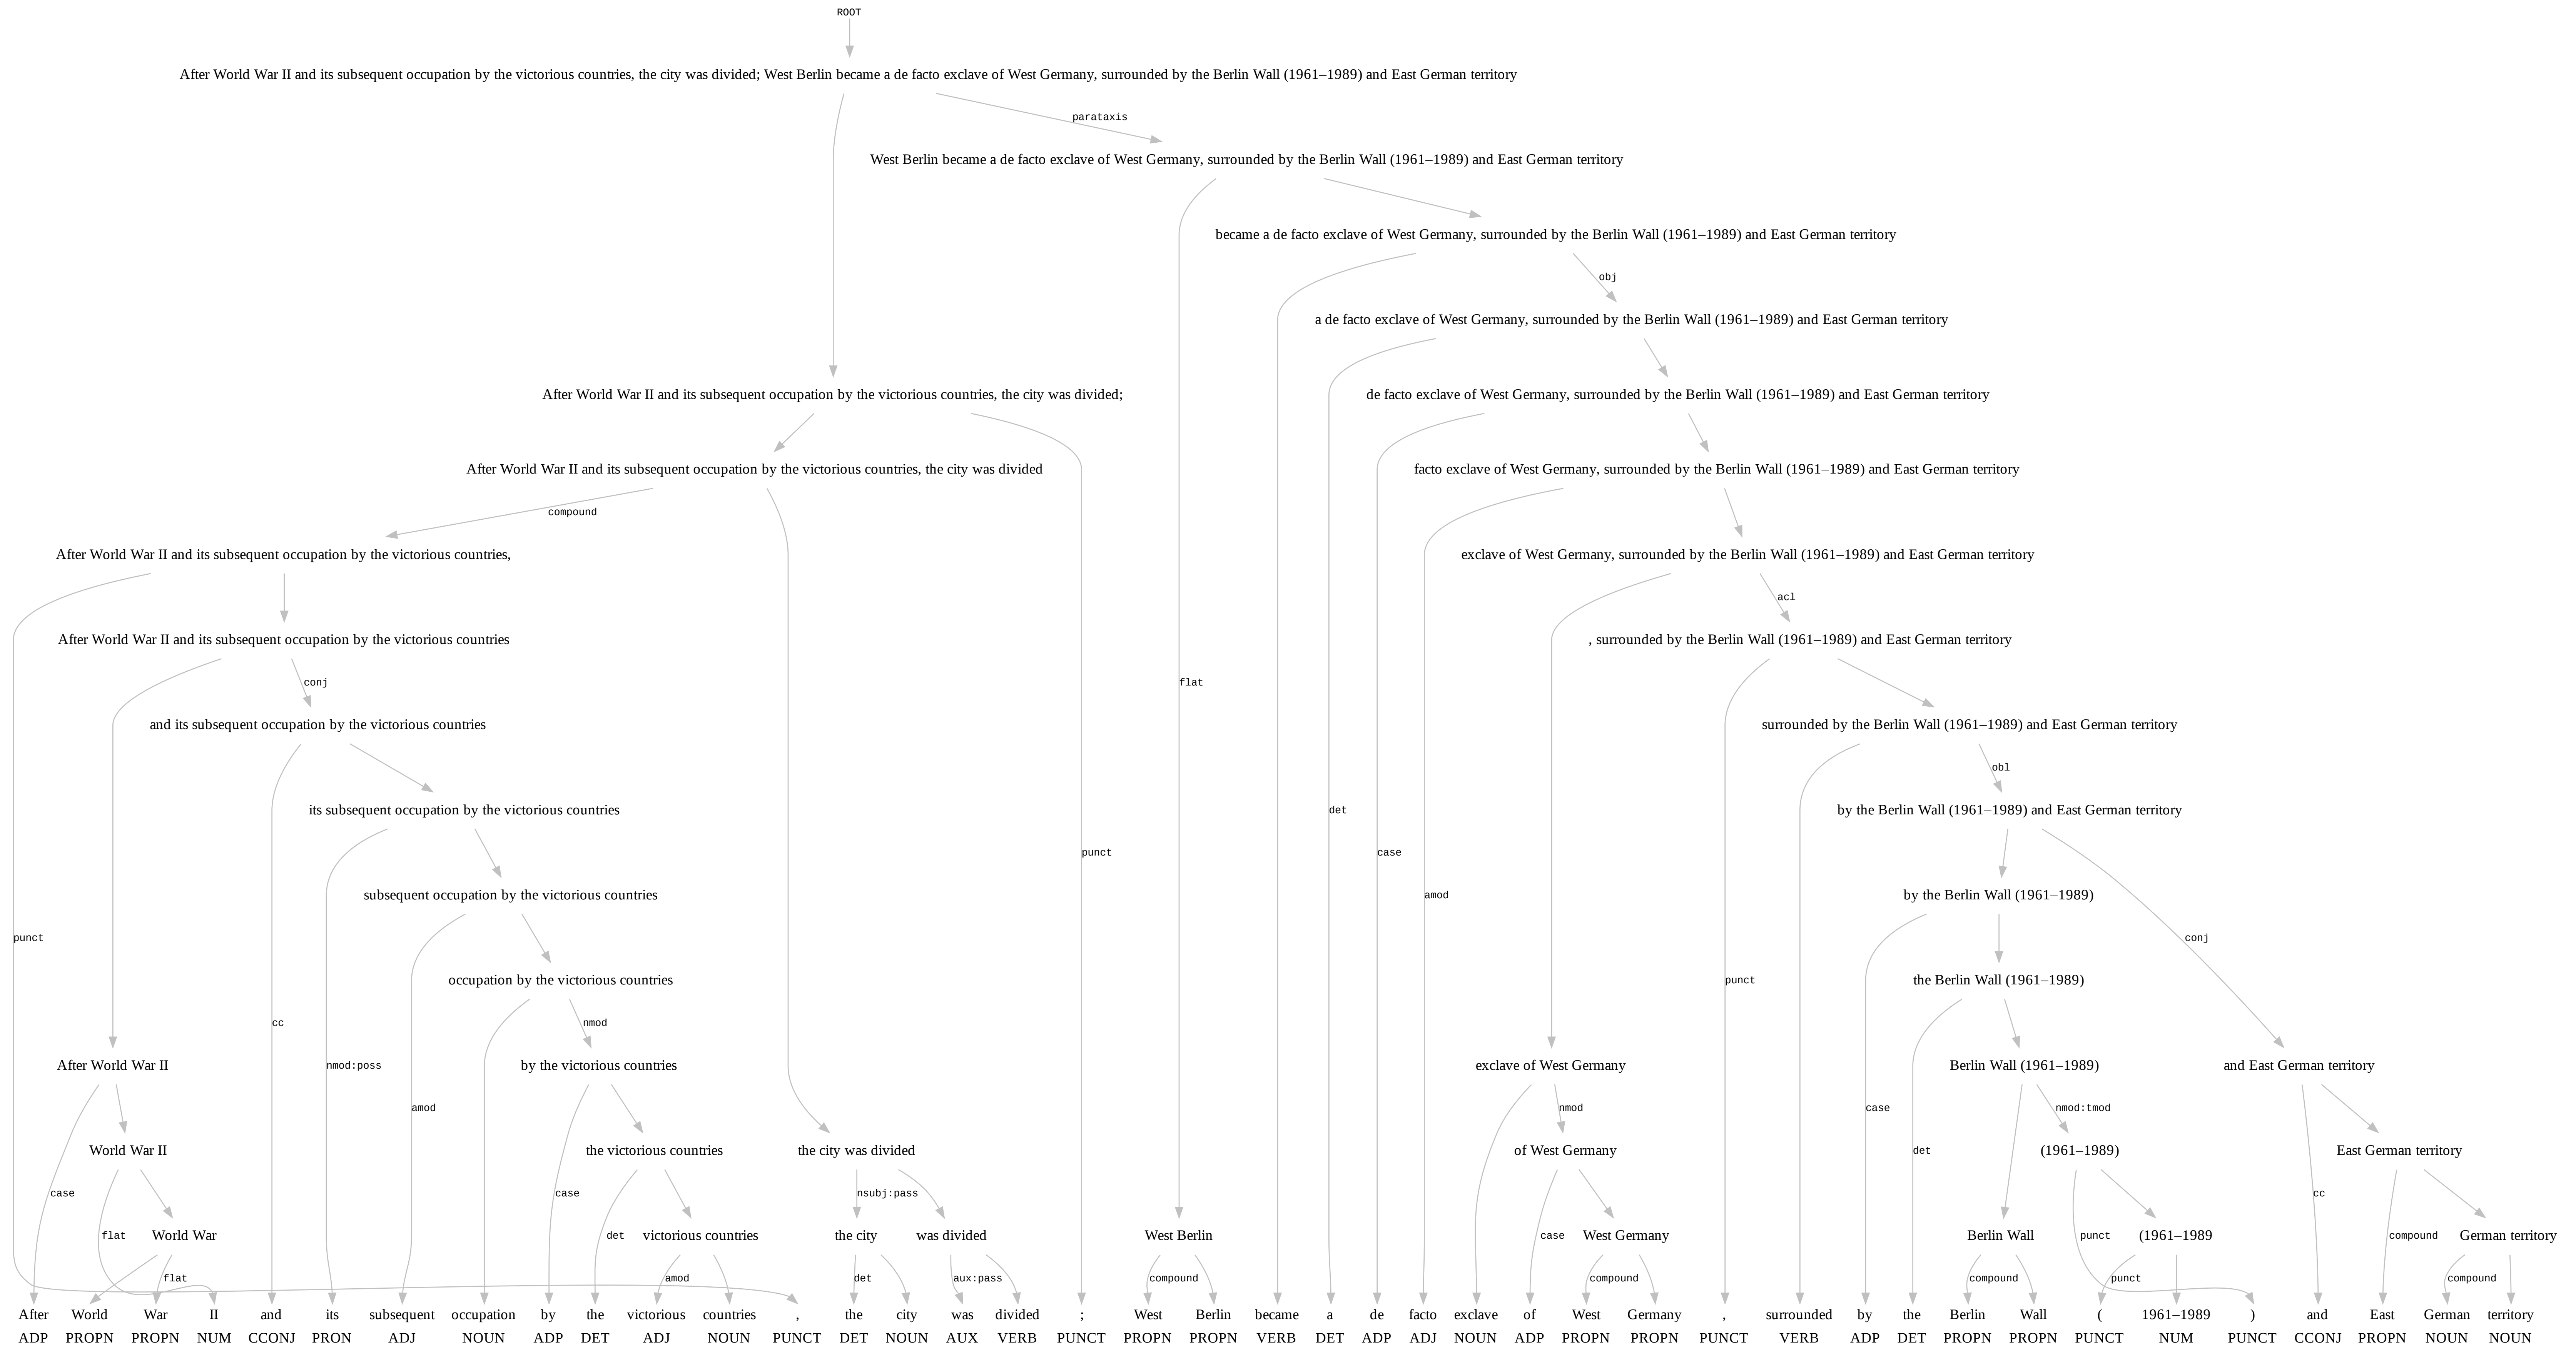 ROOT
After World War II and its subsequent occupation by the victorious countries, the city was divided; West Berlin became a de facto exclave of West Germany, surrounded by the Berlin Wall (1961–1989) and East German territory
parataxis
West Berlin became a de facto exclave of West Germany, surrounded by the Berlin Wall (1961–1989) and East German territory
became a de facto exclave of West Germany, surrounded by the Berlin Wall (1961–1989) and East German territory
obj
a de facto exclave of West Germany, surrounded by the Berlin Wall (1961–1989) and East German territory
After World War II and its subsequent occupation by the victorious countries, the city was divided;
de facto exclave of West Germany, surrounded by the Berlin Wall (1961–1989) and East German territory
After World War II and its subsequent occupation by the victorious countries, the city was divided
facto exclave of West Germany, surrounded by the Berlin Wall (1961–1989) and East German territory
compound
After World War II and its subsequent occupation by the victorious countries,
exclave of West Germany, surrounded by the Berlin Wall (1961–1989) and East German territory
acl
After World War II and its subsequent occupation by the victorious countries
, surrounded by the Berlin Wall (1961–1989) and East German territory
conj flat
and its subsequent occupation by the victorious countries
surrounded by the Berlin Wall (1961–1989) and East German territory
obl
its subsequent occupation by the victorious countries
det
by the Berlin Wall (1961–1989) and East German territory
punct case
subsequent occupation by the victorious countries
amod
by the Berlin Wall (1961–1989)
punct conj
occupation by the victorious countries
punct
the Berlin Wall (1961–1989)
cc nmod
After World War II
nmod:poss
by the victorious countries
exclave of West Germany
Berlin Wall (1961–1989)
and East German territory
amod nmod case nmod:tmod
World War II
the victorious countries
the city was divided
of West Germany
det
(1961–1989)
East German territory
case case nsubj:pass cc
flat
World War
det
victorious countries
the city
was divided
West Berlin
case
West Germany
Berlin Wall
punct
(1961–1989
compound
German territory
flat amod det aux:pass compound compound compound punct compound
After World War II and its subsequent occupation by the victorious countries , the city was divided ; West Berlin became a de facto exclave of West Germany , surrounded by the Berlin Wall ( 1961–1989 ) and East German territory
ADP PROPN PROPN NUM CCONJ PRON ADJ NOUN ADP DET ADJ NOUN PUNCT DET NOUN AUX VERB PUNCT PROPN PROPN VERB DET ADP ADJ NOUN ADP PROPN PROPN PUNCT VERB ADP DET PROPN PROPN PUNCT NUM PUNCT CCONJ PROPN NOUN NOUN